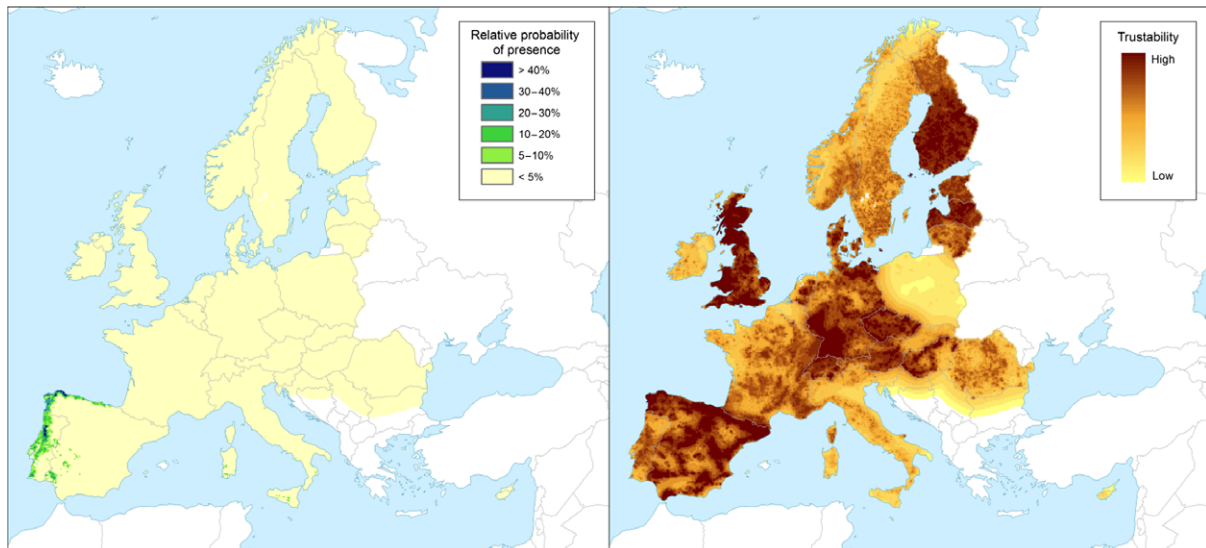 Relative probability
of presence
> 40%
30–40%
20–30%
10–20%
5–10%
< 5%
Trustability
High
Low